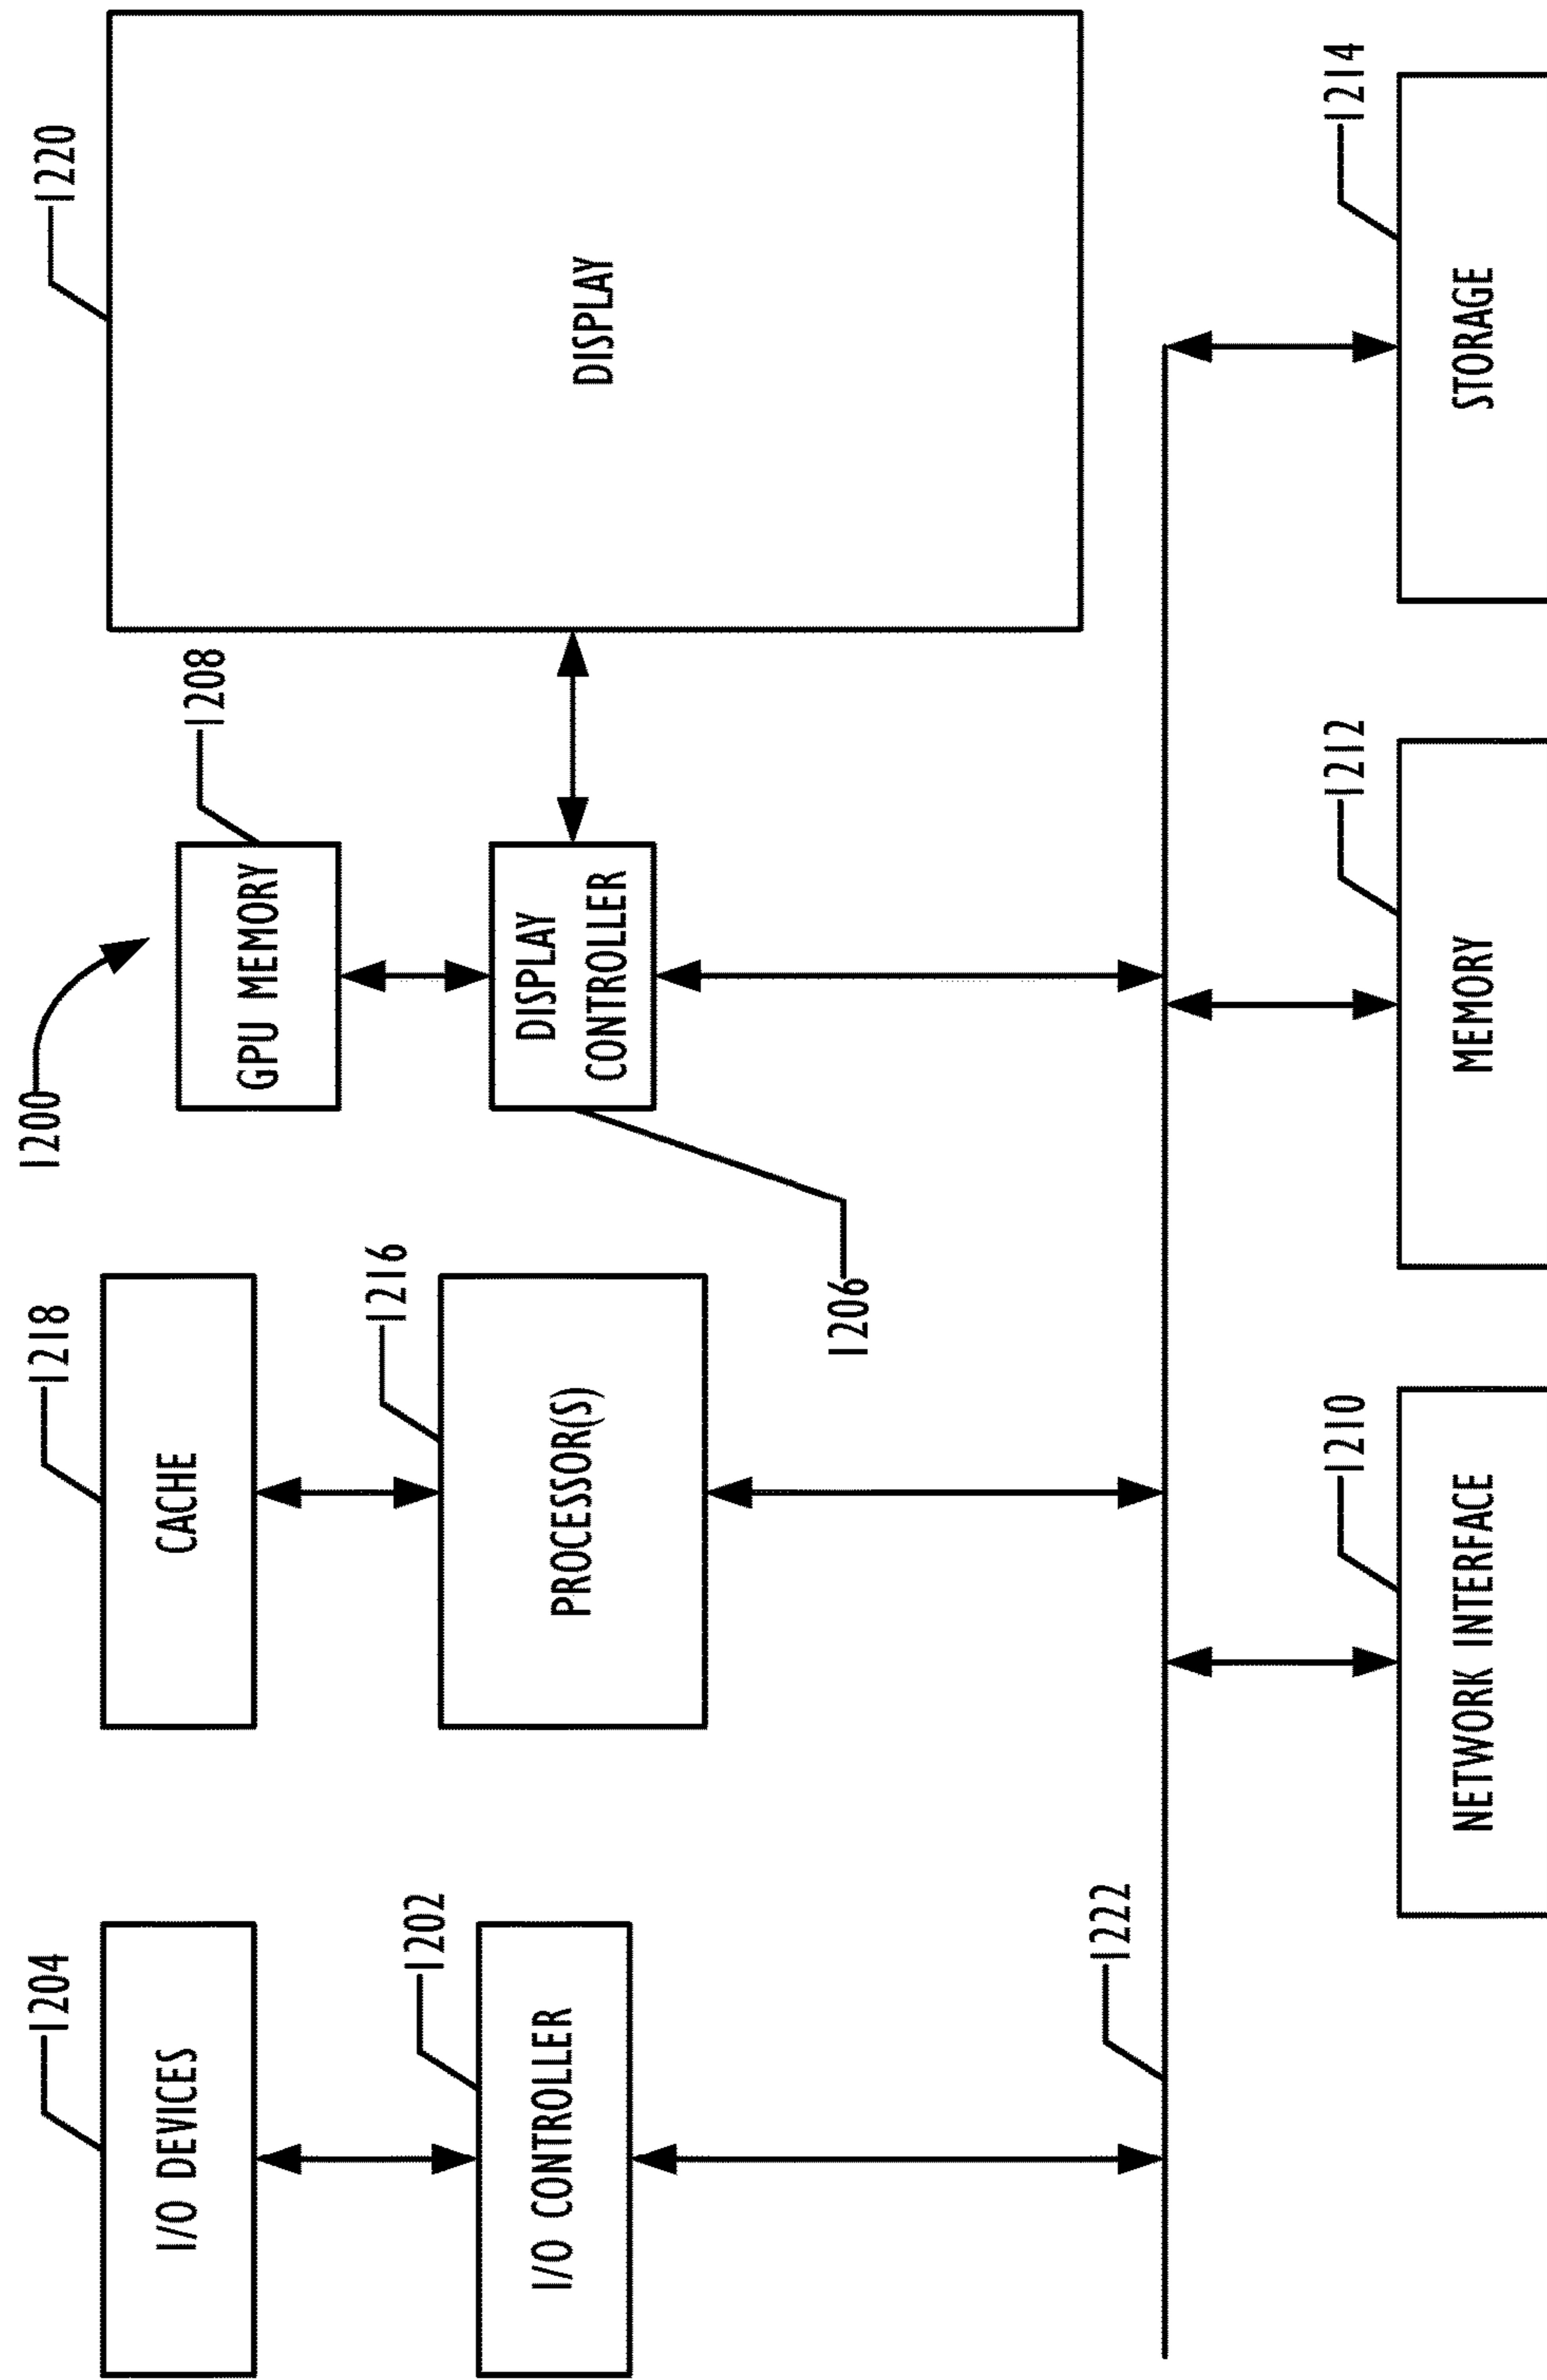 1200
1204
1218
1208
1220
I/O DEVICES
CACHE
GPU MEMORY
1202
1216
I/O CONTROLLER
PROCESSOR(S)
DISPLAY
CONTROLLER
DISPLAY
1206
1222
1210
1212
1214
NETWORK INTERFACE
MEMORY
STORAGE